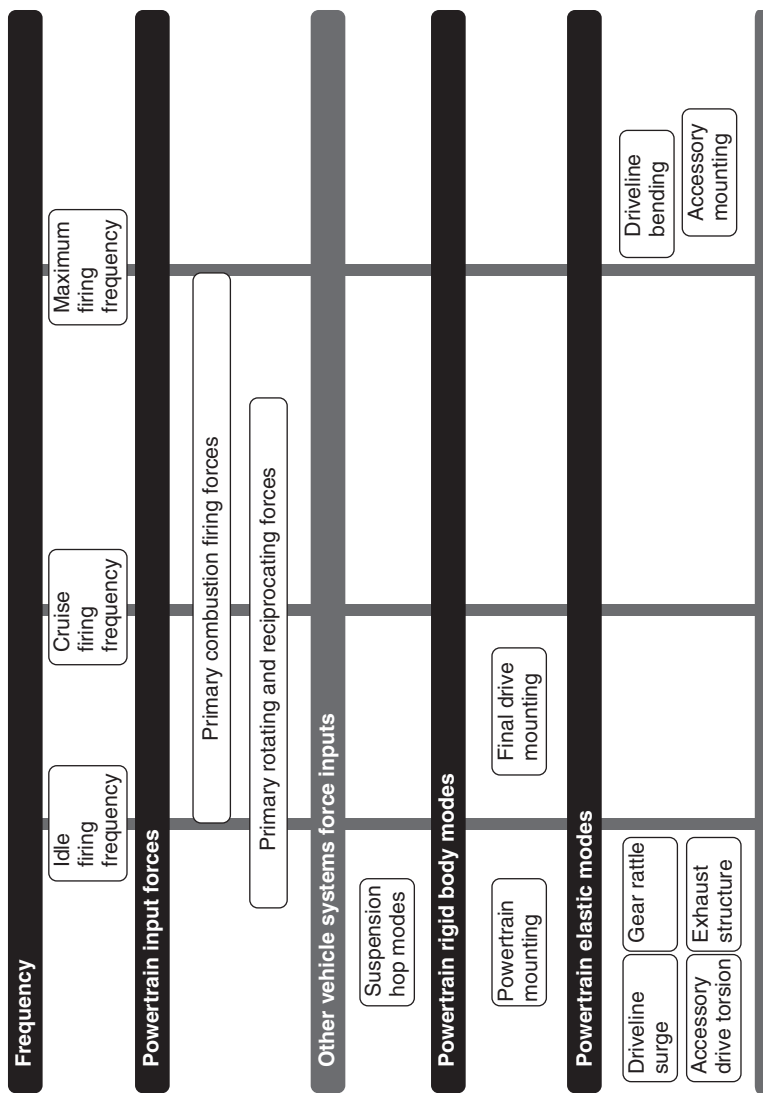 Frequency
Idle
firing
frequency
Cruise
firing
frequency
Maximum
firing
frequency
Powertrain input forces
Primary combustion firing forces
Primary rotating and reciprocating forces
Other vehicle systems force inputs
Suspension
hop modes
Powertrain rigid body modes
Powertrain
mounting
Final drive
mounting
Powertrain elastic modes
Driveline
surge
Gear rattle
Driveline
bending
Accessory
drive torsion
Exhaust
structure
Accessory
mounting